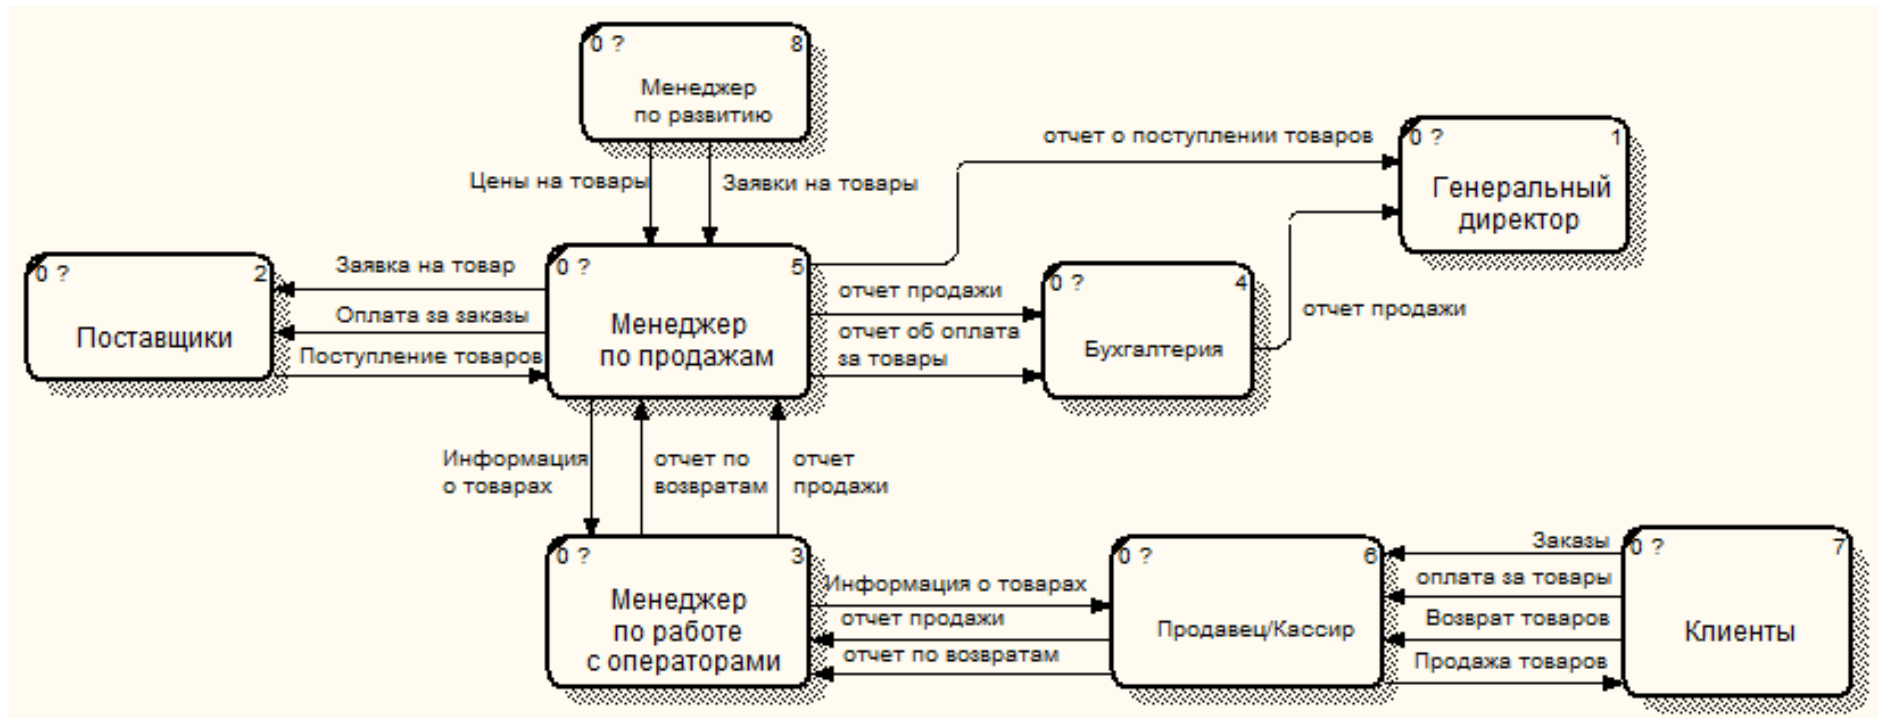 0 ? 8
Менеджер
по развитию
Цены на товары
Заявки на товары
отчет о поступлении товаров
0 ? 1
Генеральный
директор
0 ? 2
Поставщики
Заявка на товар
Оплата за заказы
Поступление товаров
0 ? 5
Менеджер
по продажам
отчет продажи
отчет об оплата
за товары
0 ? 4
Бухгалтерия
отчет продажи
Информация
о товарах
отчет по
возвратам
отчет
продажи
0 ? 3
Менеджер
по работе
с операторами
Информация о товарах
отчет продажи
отчет по возвратам
0 ? 6
Продавец/Кассир
Заказы
оплата за товары
Возврат товаров
Продажа товаров
0 ? 7
Клиенты